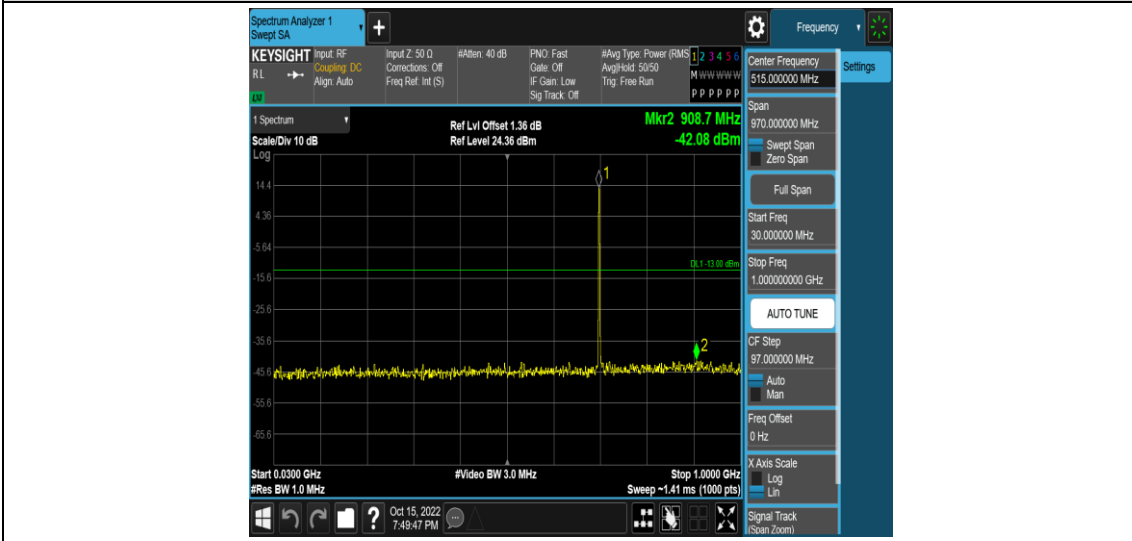 Spectrum Analyzer 1
Swept SA
+
Frequency
KEYSIGHT
RL
Input: RF
Coupling: DC
Align: Auto
Input Z: 50 Ω
Corrections: Off
Freq Ref: Int (S)
#Atten: 40 dB
PNO: Fast
Gate: Off
IF Gain: Low
Sig Track: Off
#Avg Type: Power (RMS
Avg|Hold: 50/50
Trig: Free Run
1 2 3 4 5 6
M W W W W W
P P P P P P
1 Spectrum
Scale/Div 10 dB
Log
Ref Lvl Offset 1.36 dB
Ref Level 24.36 dBm
Mkr2 908.7 MHz
-42.08 dBm
14.4
4.36
-5.64
-15.6
-25.6
-35.6
-45.6
-55.6
-65.6
1
DL1 -13.00 dBm
2
Start 0.0300 GHz
#Res BW 1.0 MHz
#Video BW 3.0 MHz
Stop 1.0000 GHz
Sweep ~1.41 ms (1000 pts)
?
Oct 15, 2022
7:49:47 PM
Center Frequency
515.000000 MHz
Span
970.000000 MHz
Swept Span
Zero Span
Full Span
Start Freq
30.000000 MHz
Stop Freq
1.000000000 GHz
AUTO TUNE
CF Step
97.000000 MHz
Auto
Man
Freq Offset
0 Hz
X Axis Scale
Log
Lin
Signal Track
(Span Zoom)
Settings